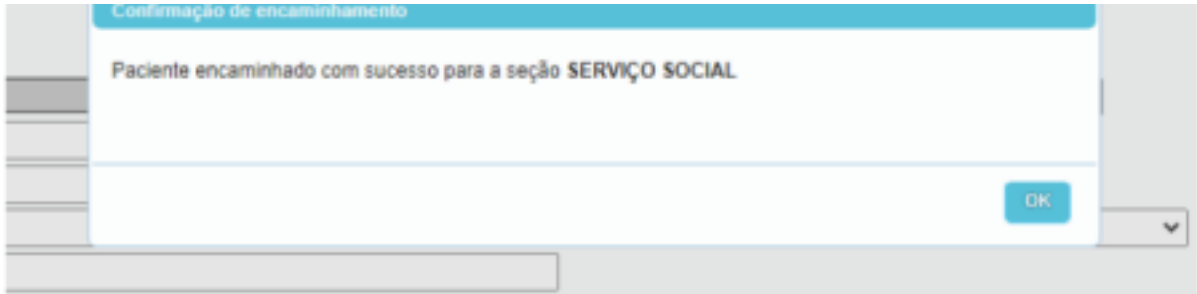 Confirmação de encaminhamento
Paciente encaminhado com sucesso para a seção SERVIÇO SOCIAL
OK